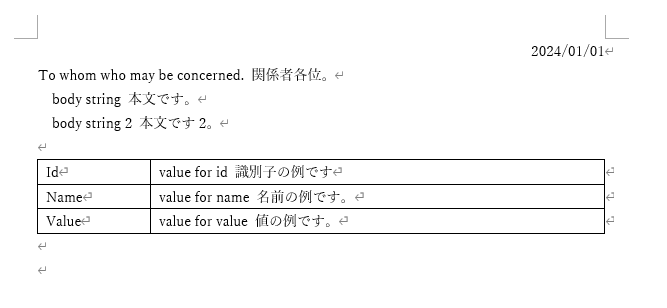 2024/01/01
To whom who may be concerned. 関係者各位。
body string 本文です。
body string 2 本文です 2。
Id value for id 識別子の例です
Name value for name 名前の例です。
Value value for value 値の例です。